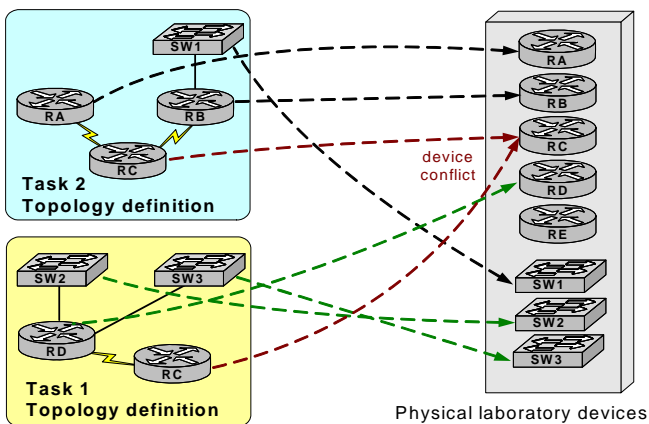 SW1
RA
RB
RC
Task 2
Topology definition
SW2
SW3
RD
RC
Task 1
Topology definition
device
conflict
RA
RB
RC
RD
RE
SW1
SW2
SW3
Physical laboratory devices